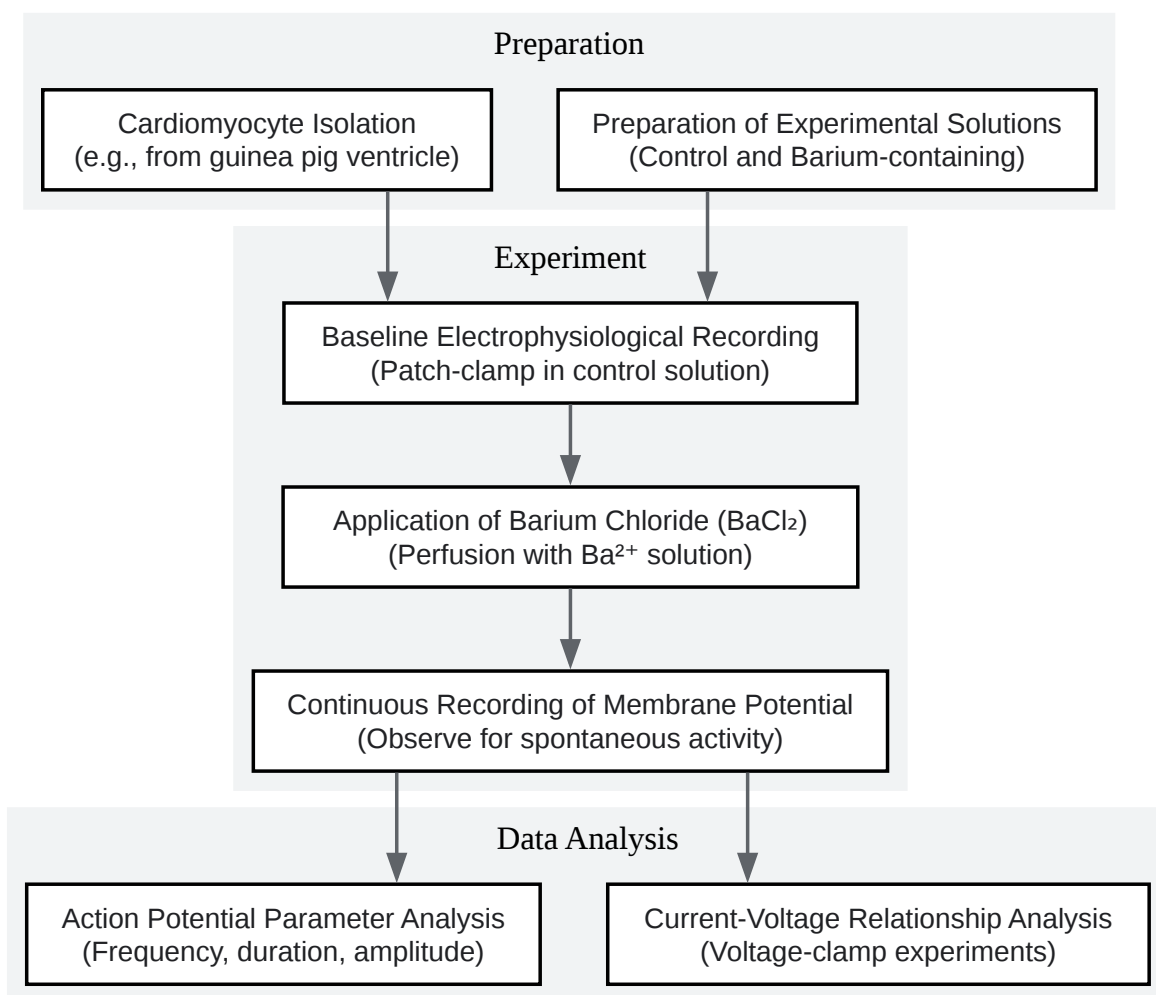 Preparation
Cardiomyocyte Isolation
(e.g., from guinea pig ventricle)
Preparation of Experimental Solutions
(Control and Barium-containing)
Experiment
Baseline Electrophysiological Recording
(Patch-clamp in control solution)
Application of Barium Chloride (BaCl₂)
(Perfusion with Ba²⁺ solution)
Continuous Recording of Membrane Potential
(Observe for spontaneous activity)
Data Analysis
Action Potential Parameter Analysis
(Frequency, duration, amplitude)
Current-Voltage Relationship Analysis
(Voltage-clamp experiments)